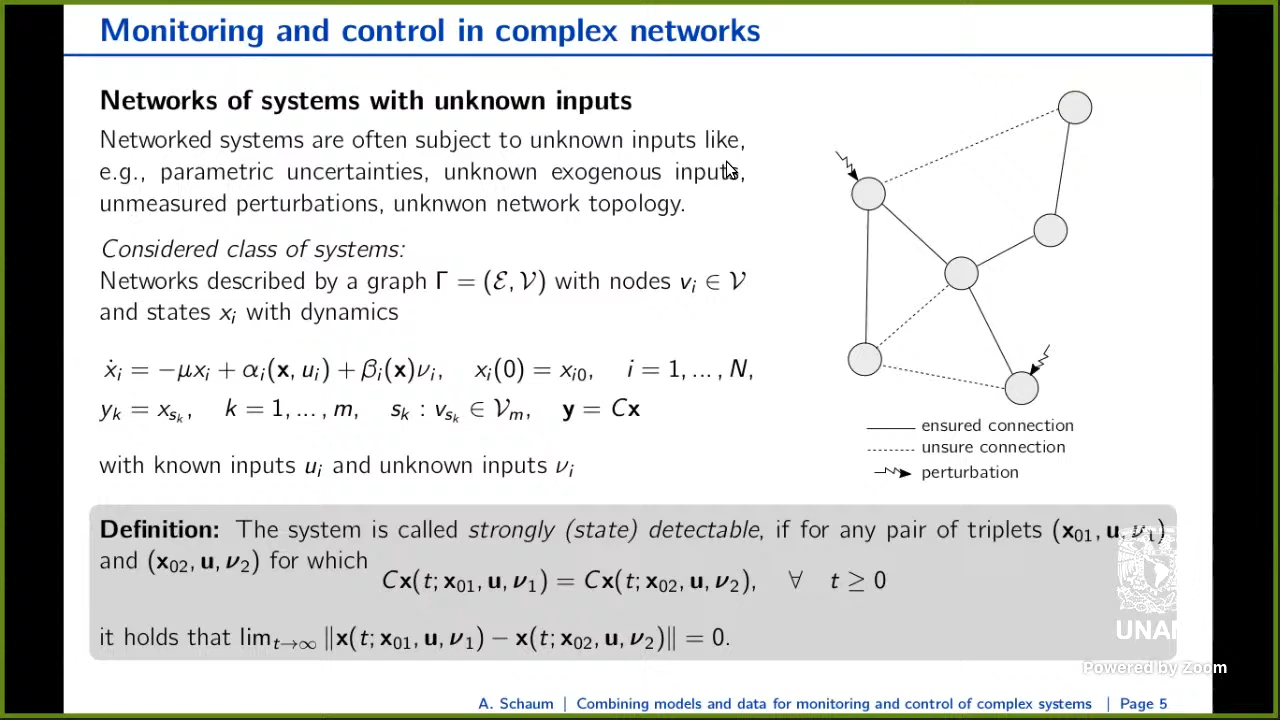 Monitoring and control in complex networks
Networks of systems with unknown inputs
Networked systems are often subject to unknown inputs like,
e.g., parametric uncertainties, unknown exogenous inputs,
unmeasured perturbations, unknwon network topology.
Considered class of systems:
Networks described by a graph Γ = (ℰ, 𝒱) with nodes vᵢ ∈ 𝒱
and states xᵢ with dynamics
ẋᵢ = −μxᵢ + αᵢ(𝐱, uᵢ) + βᵢ(𝐱)νᵢ, xᵢ(0) = xᵢ₀, i = 1, ... , N,
y_k = x_{s_k}, k = 1, ... , m, s_k : v_{s_k} ∈ 𝒱_m, 𝐲 = C𝐱
with known inputs uᵢ and unknown inputs νᵢ
ensured connection
unsure connection
perturbation
Definition: The system is called strongly (state) detectable, if for any pair of triplets (𝐱₀₁, 𝐮, 𝝂₁)
and (𝐱₀₂, 𝐮, 𝝂₂) for which
C𝐱(t; 𝐱₀₁, 𝐮, 𝝂₁) = C𝐱(t; 𝐱₀₂, 𝐮, 𝝂₂), ∀ t ≥ 0
it holds that lim_{t→∞} ‖𝐱(t; 𝐱₀₁, 𝐮, 𝝂₁) − 𝐱(t; 𝐱₀₂, 𝐮, 𝝂₂)‖ = 0.
UNAM
Powered by Zoom
A. Schaum | Combining models and data for monitoring and control of complex systems | Page 5